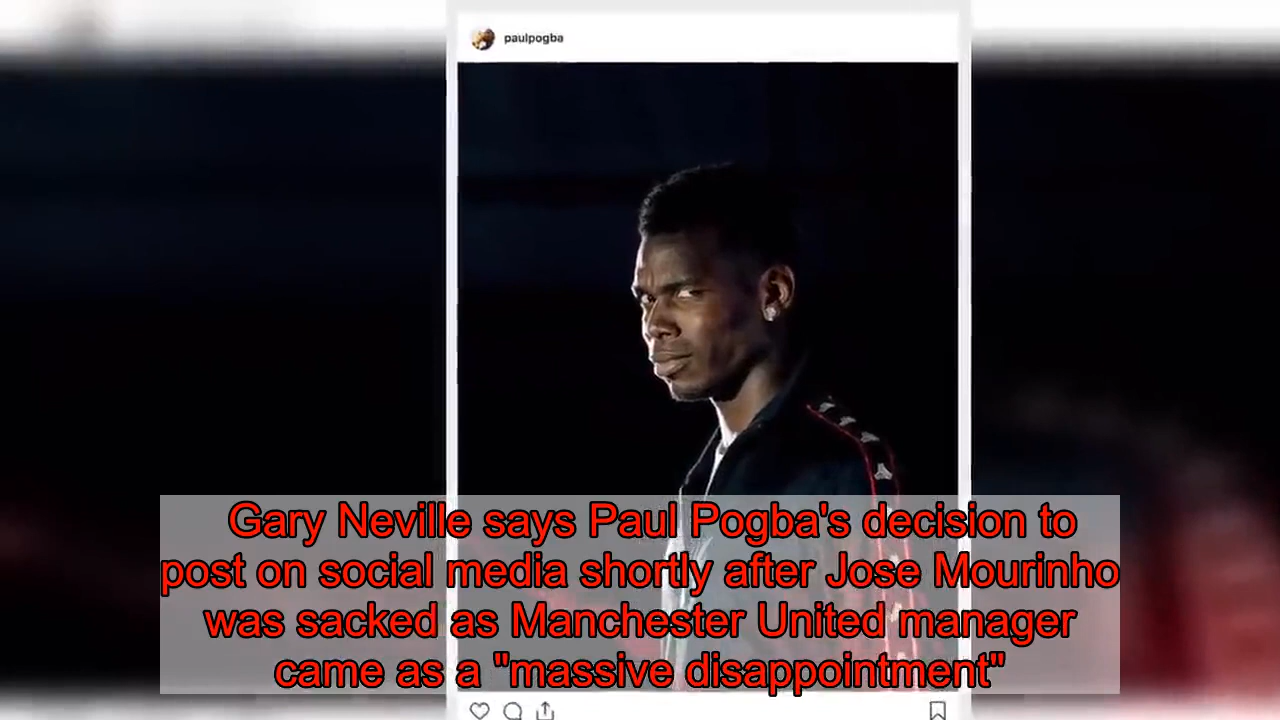 paulpogba
Gary Neville says Paul Pogba's decision to
post on social media shortly after Jose Mourinho
was sacked as Manchester United manager
came as a "massive disappointment"